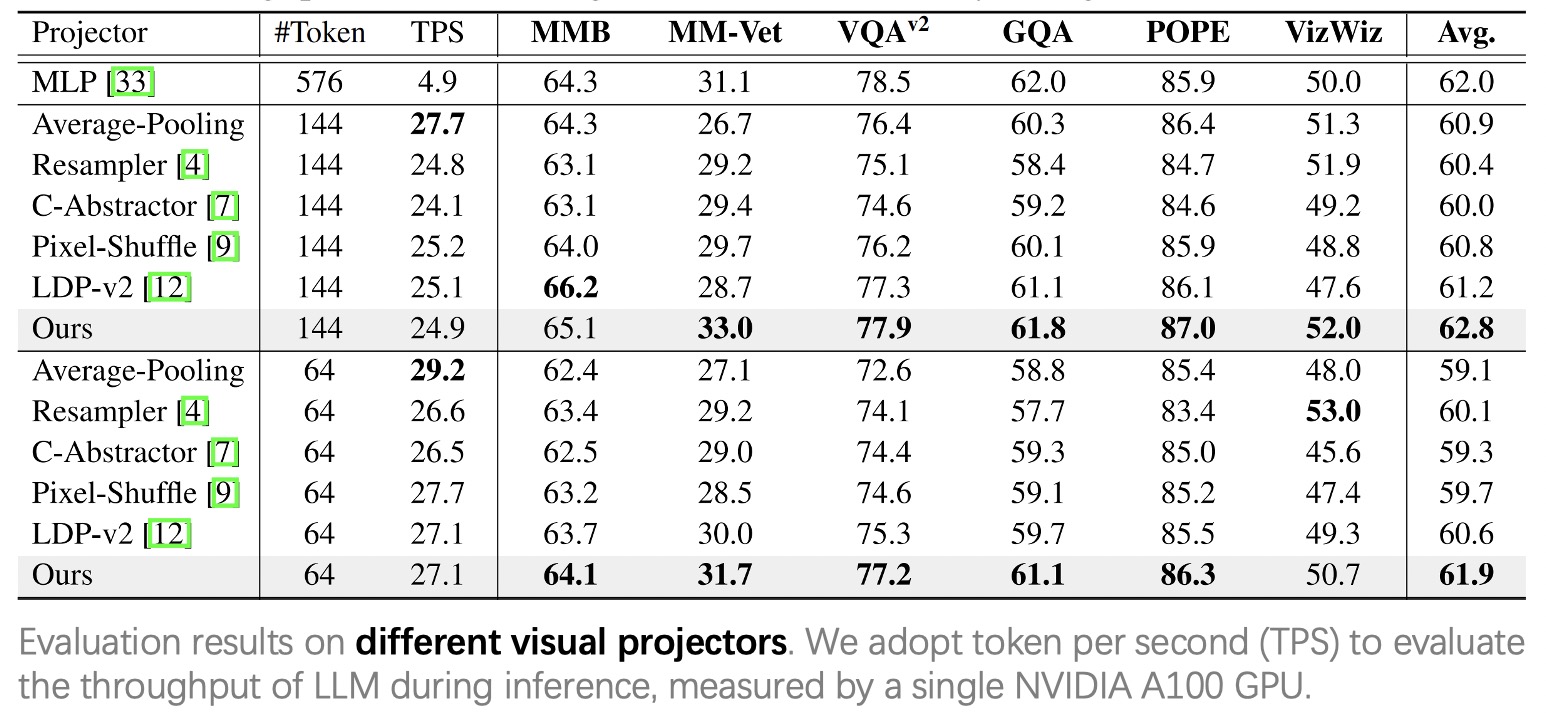 Projector #Token TPS MMB MM-Vet VQAv2 GQA POPE VizWiz Avg.
MLP [33] 576 4.9 64.3 31.1 78.5 62.0 85.9 50.0 62.0
Average-Pooling 144 27.7 64.3 26.7 76.4 60.3 86.4 51.3 60.9
Resampler [4] 144 24.8 63.1 29.2 75.1 58.4 84.7 51.9 60.4
C-Abstractor [7] 144 24.1 63.1 29.4 74.6 59.2 84.6 49.2 60.0
Pixel-Shuffle [9] 144 25.2 64.0 29.7 76.2 60.1 85.9 48.8 60.8
LDP-v2 [12] 144 25.1 66.2 28.7 77.3 61.1 86.1 47.6 61.2
Ours 144 24.9 65.1 33.0 77.9 61.8 87.0 52.0 62.8
Average-Pooling 64 29.2 62.4 27.1 72.6 58.8 85.4 48.0 59.1
Resampler [4] 64 26.6 63.4 29.2 74.1 57.7 83.4 53.0 60.1
C-Abstractor [7] 64 26.5 62.5 29.0 74.4 59.3 85.0 45.6 59.3
Pixel-Shuffle [9] 64 27.7 63.2 28.5 74.6 59.1 85.2 47.4 59.7
LDP-v2 [12] 64 27.1 63.7 30.0 75.3 59.7 85.5 49.3 60.6
Ours 64 27.1 64.1 31.7 77.2 61.1 86.3 50.7 61.9
Evaluation results on different visual projectors. We adopt token per second (TPS) to evaluate
the throughput of LLM during inference, measured by a single NVIDIA A100 GPU.